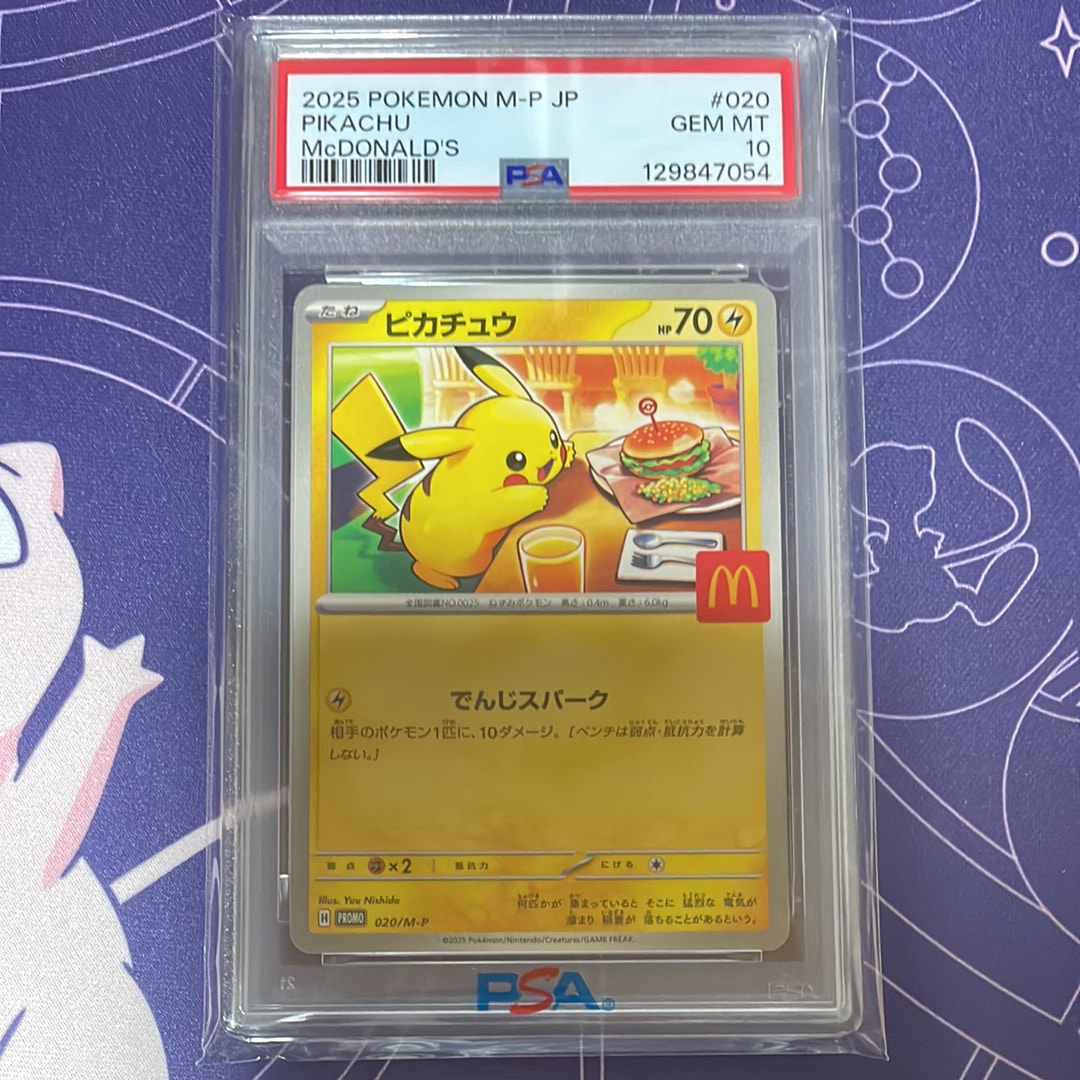 2025 POKEMON M-P JP #020
PIKACHU GEM MT
McDONALD'S 10
PSA 129847054
たね ピカチュウ HP 70
全国図鑑NO.0025 ねずみポケモン 高さ:0.4m 重さ:6.0kg
でんじスパーク
相手のポケモン1匹に、10ダメージ。[ベンチは弱点・抵抗力を計算
しない。]
弱点 ×2 抵抗力 にげる
Illus. Yuu Nishida
何匹かが 集まっていると そこに 猛烈な 電気が
H PROMO 020/M-P
溜まり 稲妻が 落ちることがあるという。
©2025 Pokémon/Nintendo/Creatures/GAME FREAK.
PSA